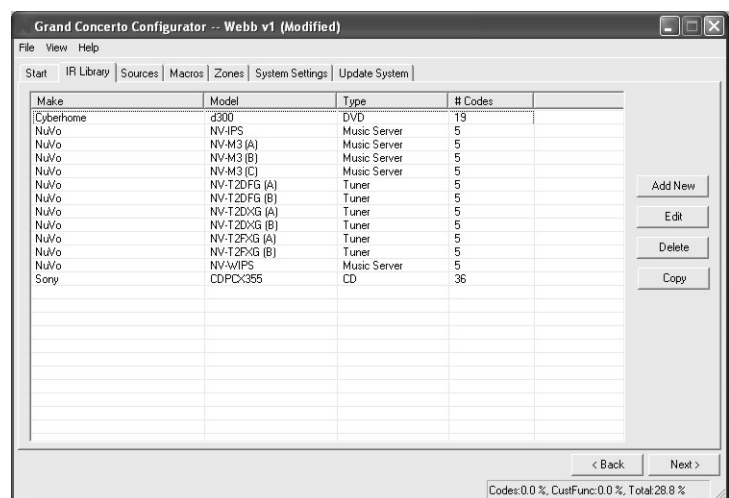 Grand Concerto Configurator -- Webb v1 (Modified)
File View Help
Start IR Library Sources Macros Zones System Settings Update System
Make Model Type # Codes
Cyberhome d300 DVD 19
NuVo NV-IPS Music Server 5
NuVo NV-M3 (A) Music Server 5
NuVo NV-M3 (B) Music Server 5
NuVo NV-M3 (C) Music Server 5
NuVo NV-T2DFG (A) Tuner 5
NuVo NV-T2DFG (B) Tuner 5
NuVo NV-T2DXG (A) Tuner 5
NuVo NV-T2DXG (B) Tuner 5
NuVo NV-T2FXG (A) Tuner 5
NuVo NV-T2FXG (B) Tuner 5
NuVo NV-WIPS Music Server 5
Sony CDPCX355 CD 36
Add New
Edit
Delete
Copy
< Back Next >
Codes:0.0 %, CustFunc:0.0 %, Total:28.8 %